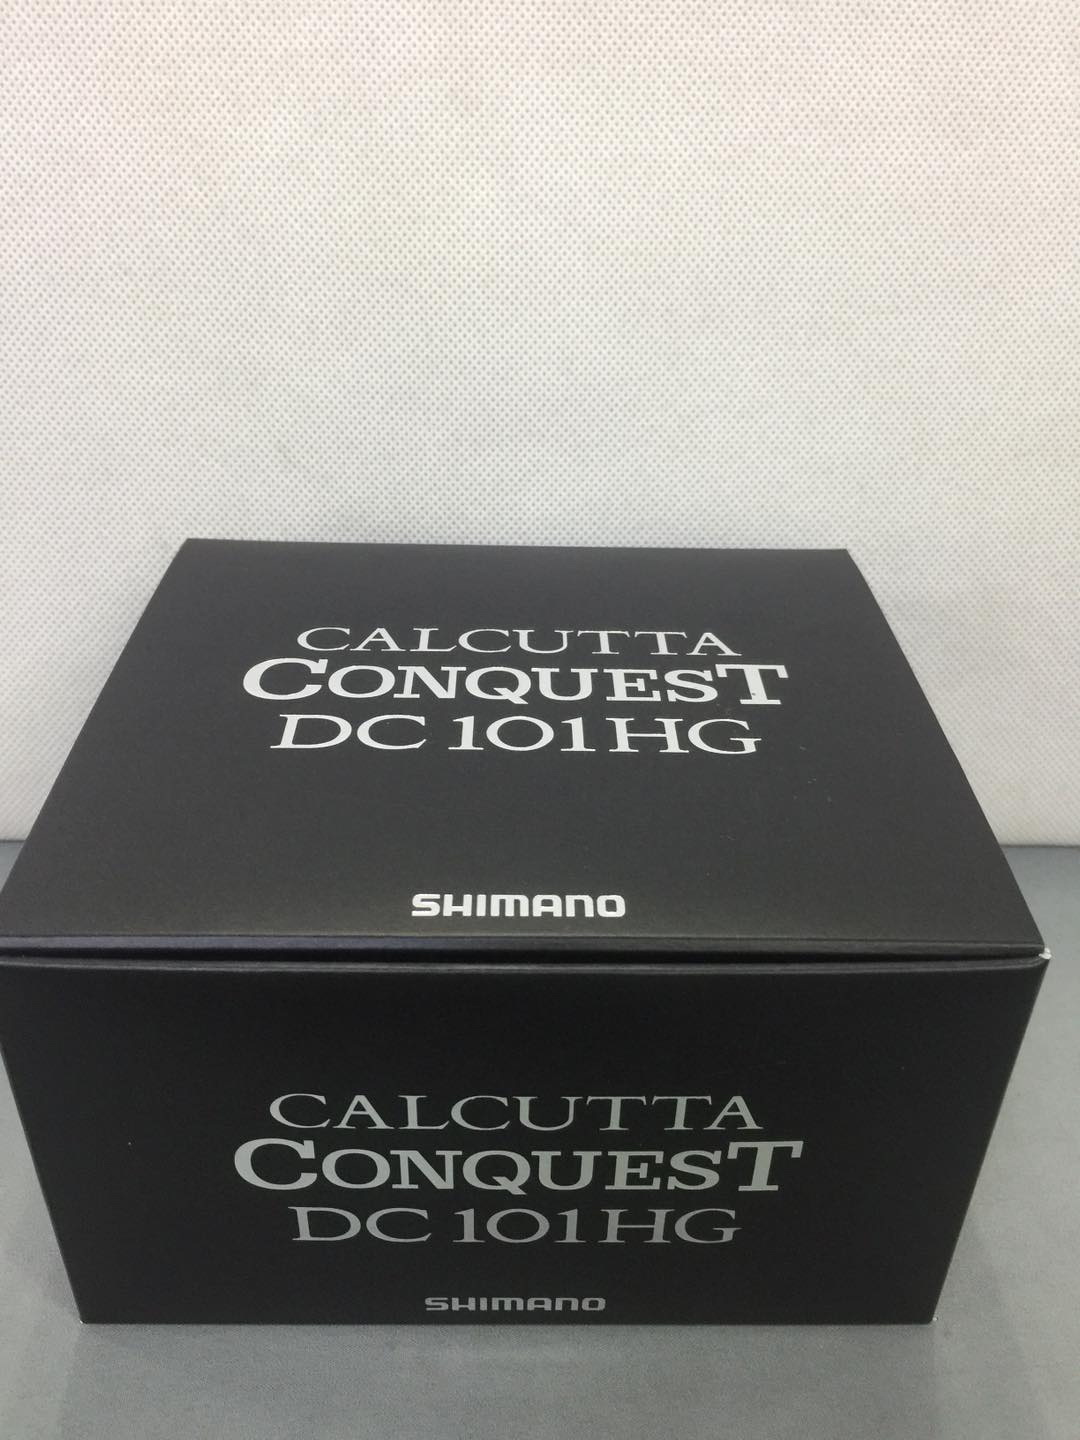 CALCUTTA
CONQUEST
DC 101HG
SHIMANO
CALCUTTA
CONQUEST
DC 101HG
SHIMANO